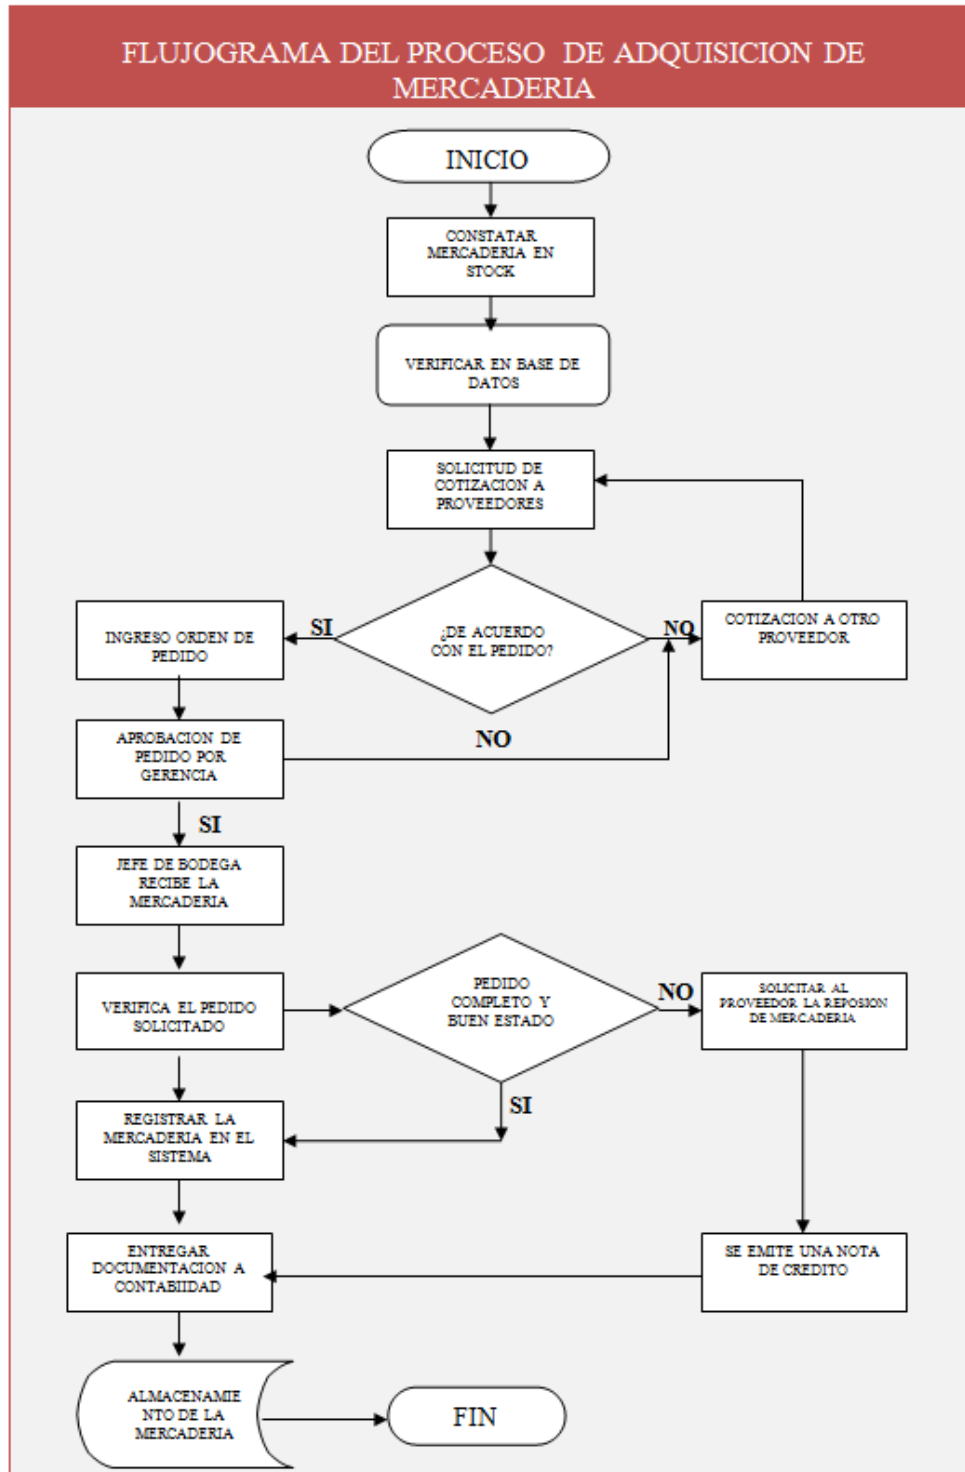 FLUJOGRAMA DEL PROCESO DE ADQUISICION DE
MERCADERIA
INICIO
CONSTATAR
MERCADERIA EN
STOCK
VERIFICAR EN BASE DE
DATOS
SOLICITUD DE
COTIZACION A
PROVEEDORES
¿DE ACUERDO
CON EL PEDIDO?
SI
NO
INGRESO ORDEN DE
PEDIDO
COTIZACION A OTRO
PROVEEDOR
APROBACION DE
PEDIDO POR
GERENCIA
NO
SI
JEFE DE BODEGA
RECIBE LA
MERCADERIA
VERIFICA EL PEDIDO
SOLICITADO
PEDIDO
COMPLETO Y
BUEN ESTADO
NO
SOLICITAR AL
PROVEEDOR LA REPOSION
DE MERCADERIA
SI
REGISTRAR LA
MERCADERIA EN EL
SISTEMA
ENTREGAR
DOCUMENTACION A
CONTABIIDAD
SE EMITE UNA NOTA
DE CREDITO
ALMACENAMIE
NTO DE LA
MERCADERIA
FIN